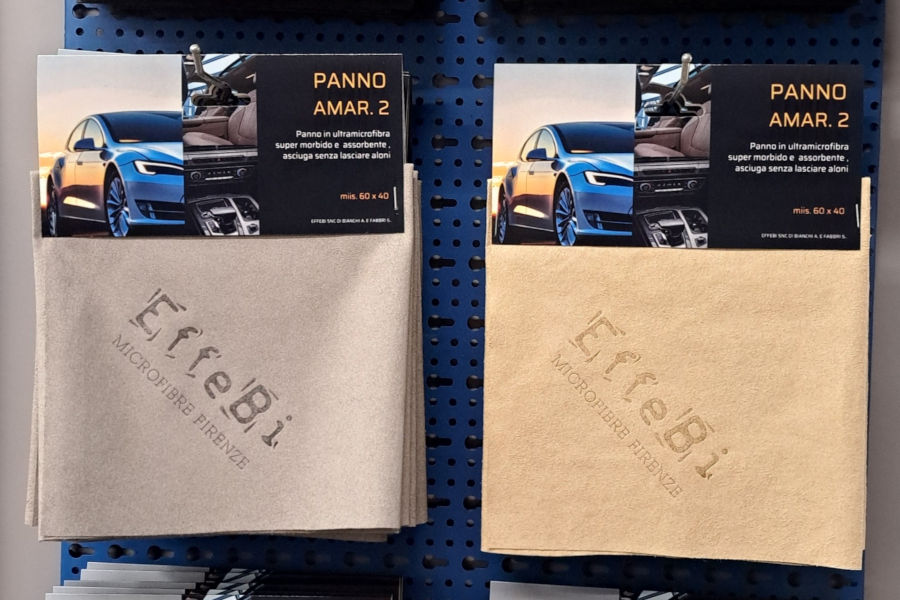 PANNO
AMAR. 2
Panno in ultramicrofibra
super morbido e assorbente ,
asciuga senza lasciare aloni
miis. 60 x 40
EFFEBI SNC DI BIANCHI A. E FABBRI S.
EffeBi
MICROFIBRE FIRENZE
PANNO
AMAR. 2
Panno in ultramicrofibra
super morbido e assorbente ,
asciuga senza lasciare aloni
miis. 60 x 40
EFFEBI SNC DI BIANCHI A. E FABBRI S.
EffeBi
MICROFIBRE FIRENZE